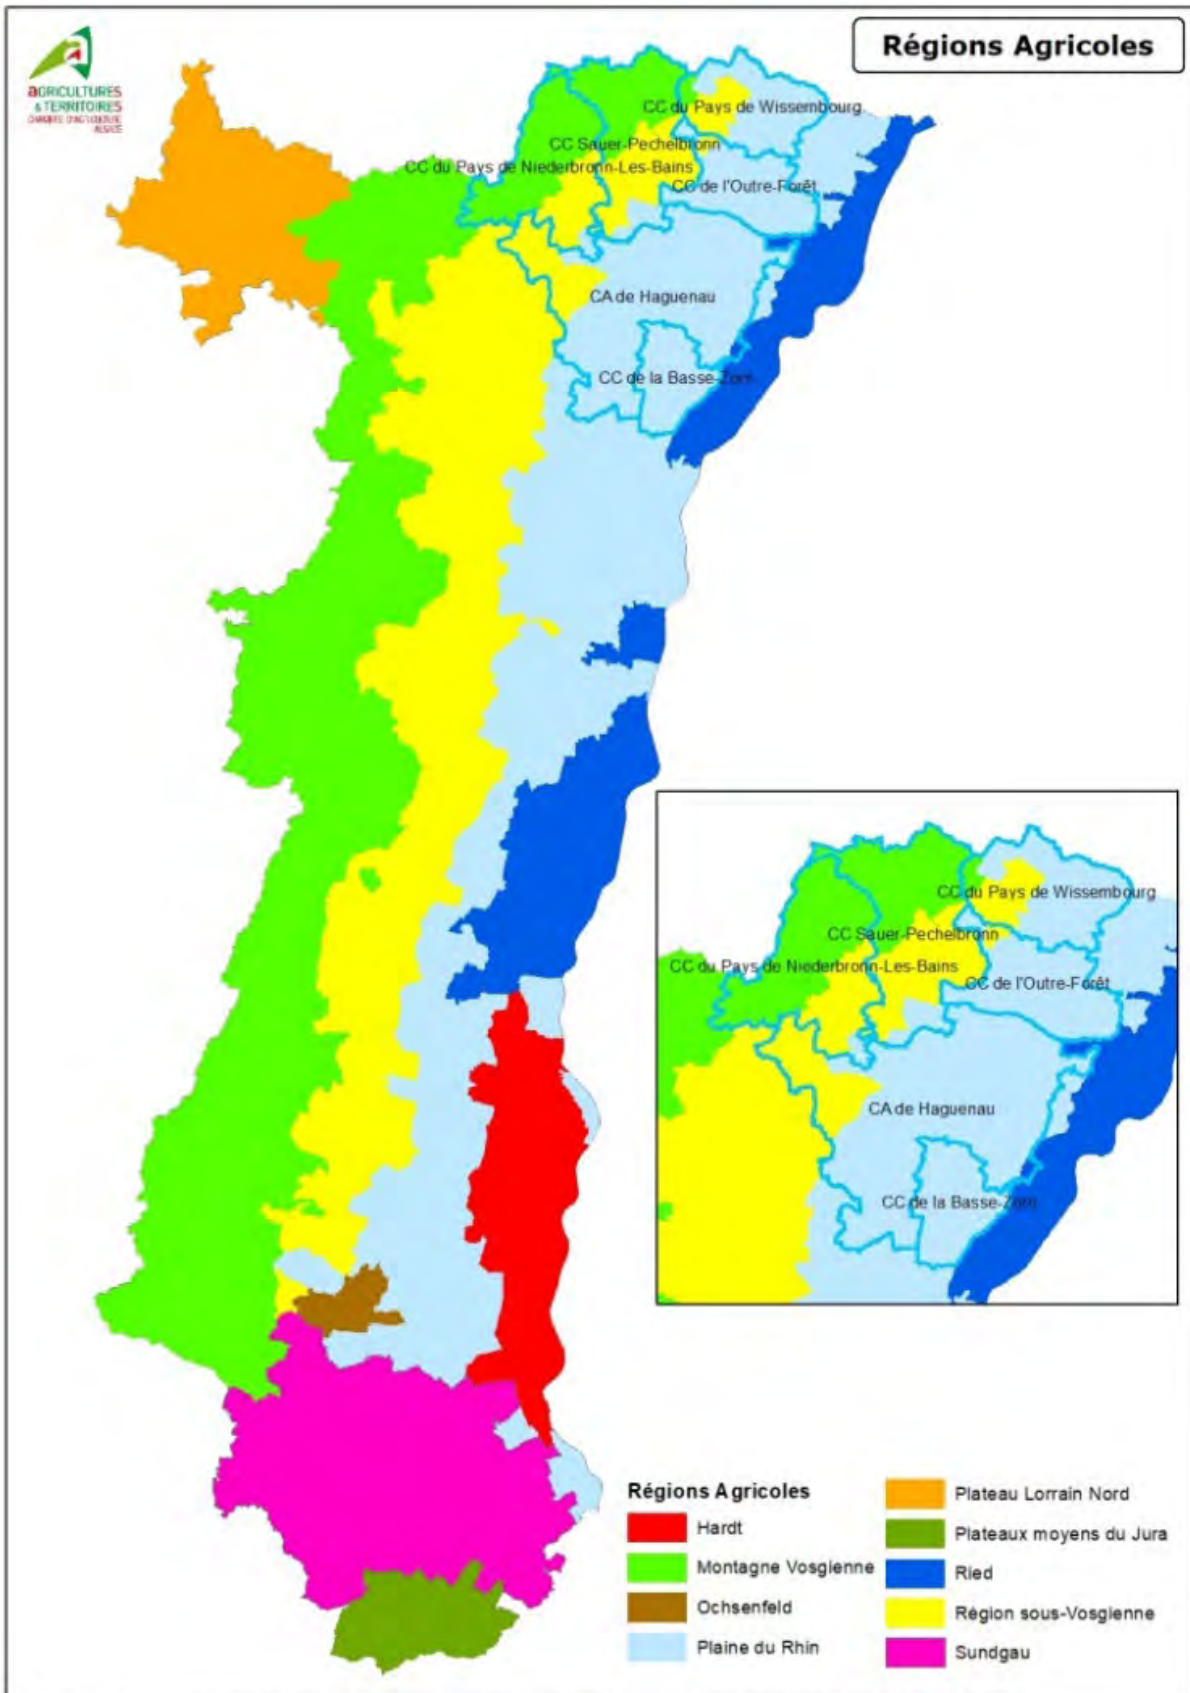 Régions Agricoles
AGRICULTURES
& TERRITOIRES
CHAMBRE D'AGRICULTURE
ALSACE
CC du Pays de Wissembourg
CC Sauer-Pechelbronn
CC du Pays de Niederbronn-Les-Bains
CC de l'Outre-Forêt
CA de Haguenau
CC de la Basse-Zorn
CC du Pays de Wissembourg
CC Sauer-Pechelbronn
CC du Pays de Niederbronn-Les-Bains
CC de l'Outre-Forêt
CA de Haguenau
CC de la Basse-Zorn
Régions Agricoles
Hardt
Montagne Vosgienne
Ochsenfeld
Plaine du Rhin
Plateau Lorrain Nord
Plateaux moyens du Jura
Ried
Région sous-Vosgienne
Sundgau